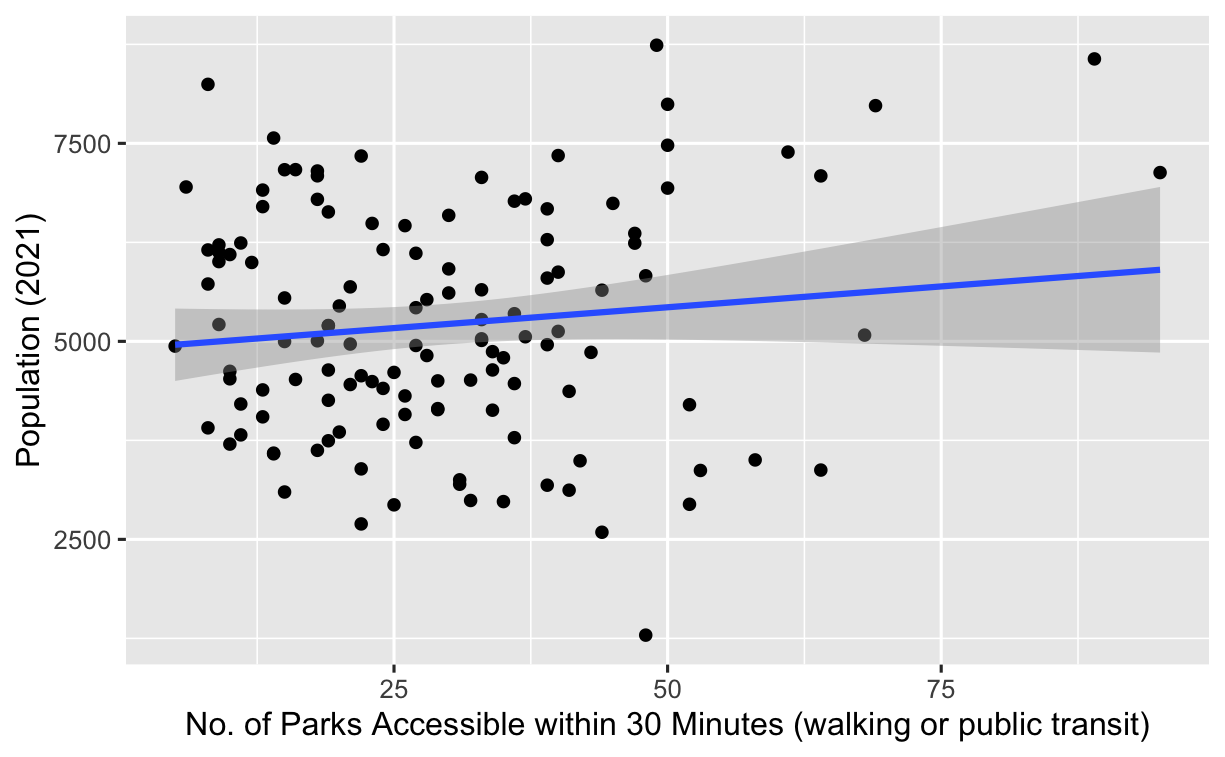 7500
5000
2500
Population (2021)
25 50 75
No. of Parks Accessible within 30 Minutes (walking or public transit)